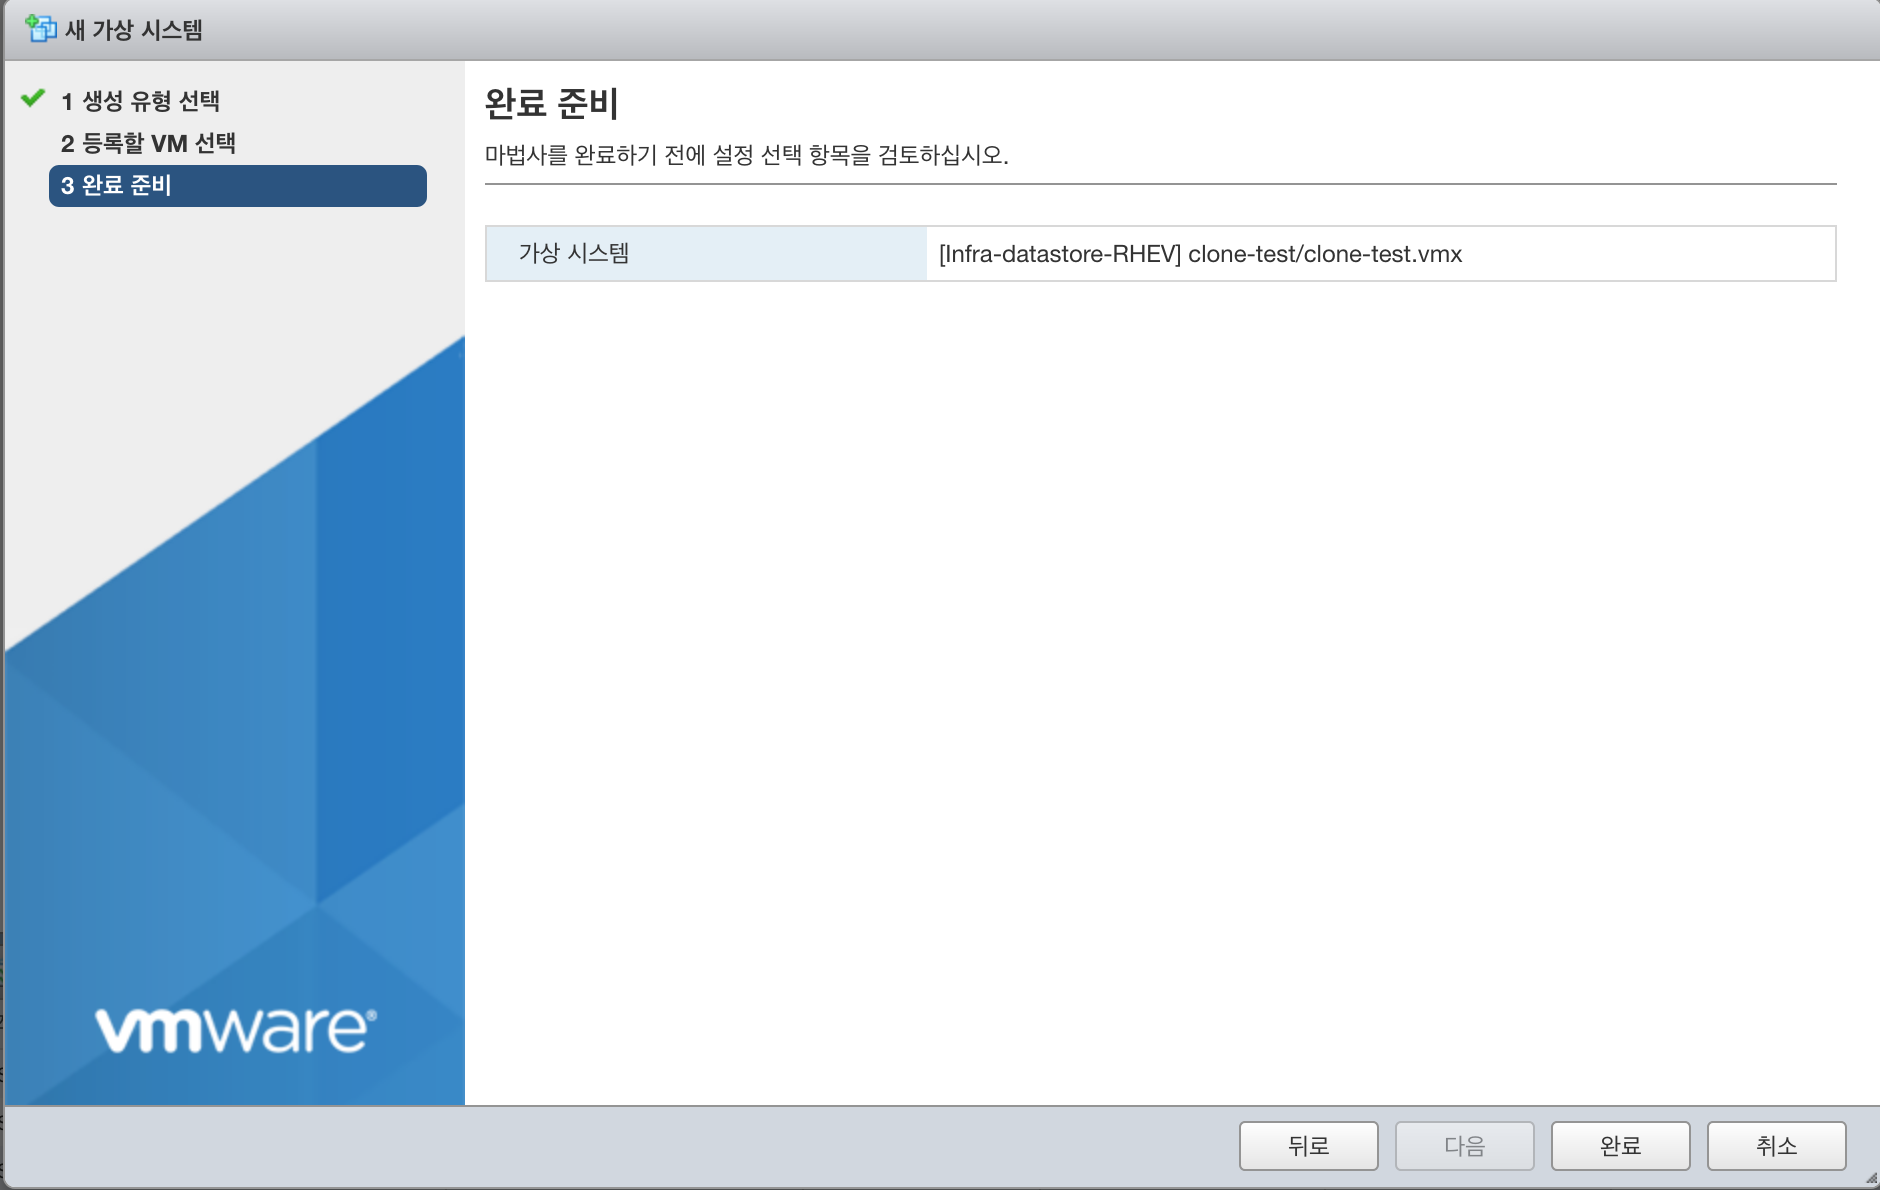 새 가상 시스템
1 생성 유형 선택
2 등록할 VM 선택
3 완료 준비
완료 준비
마법사를 완료하기 전에 설정 선택 항목을 검토하십시오.
가상 시스템 [Infra-datastore-RHEV] clone-test/clone-test.vmx
vmware®
뒤로 다음 완료 취소